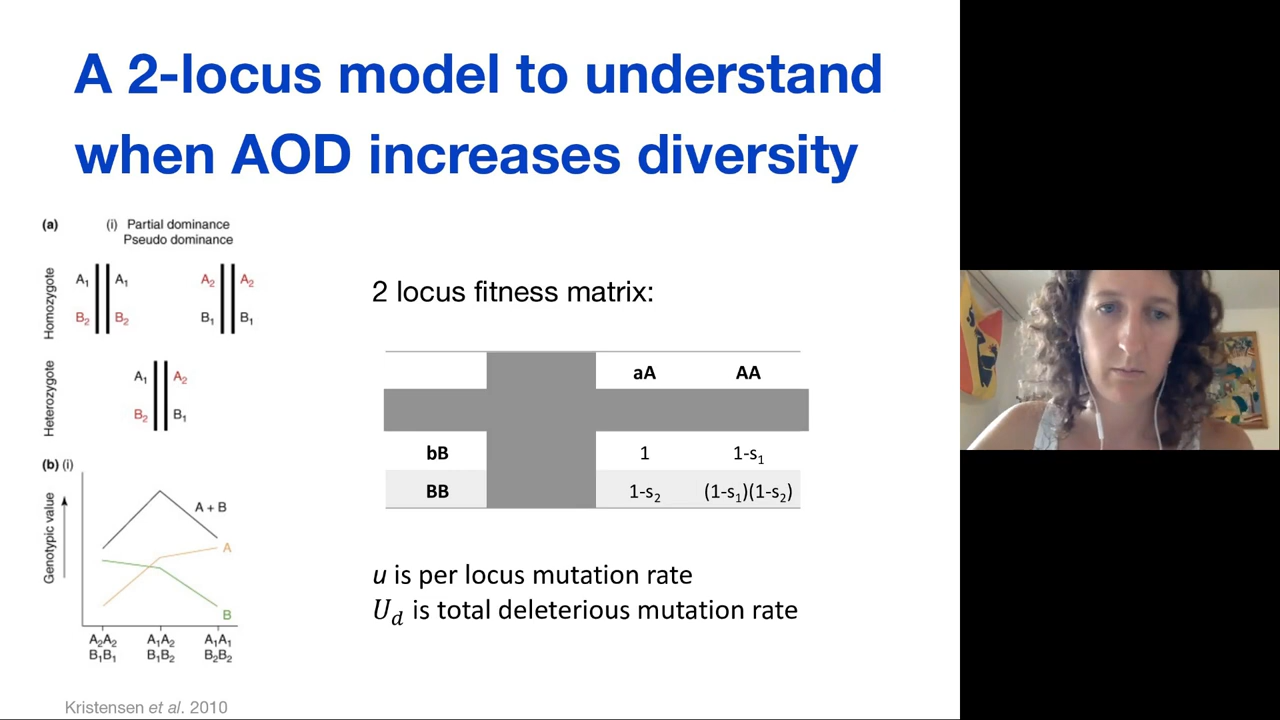 A 2-locus model to understand
when AOD increases diversity
(a)
(i) Partial dominance
Pseudo dominance
Homozygote
A1 A1 A2 A2
B2 B2 B1 B1
Heterozygote
A1 A2
B2 B1
(b) (i)
Genotypic value
A + B
A
B
A2A2 A1A2 A1A1
B1B1 B1B2 B2B2
Kristensen et al. 2010
2 locus fitness matrix:
aA AA
bB 1 1-s1
BB 1-s2 (1-s1)(1-s2)
u is per locus mutation rate
Ud is total deleterious mutation rate